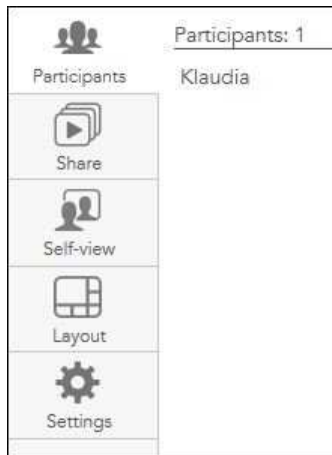 Participants: 1
Participants
Klaudia
Share
Self-view
Layout
Settings